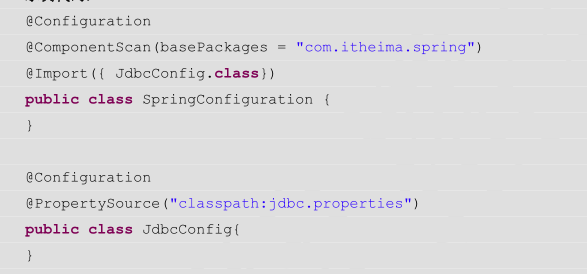 @Configuration
@ComponentScan(basePackages = "com.itheima.spring")
@Import({ JdbcConfig.class})
public class SpringConfiguration {
}
@Configuration
@PropertySource("classpath:jdbc.properties")
public class JdbcConfig{
}